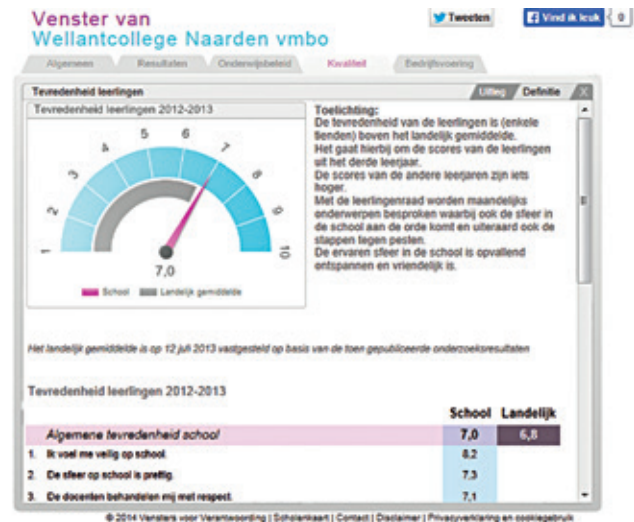 Venster van
Wellantcollege Naarden vmbo
Tweeten
Vind ik leuk
0
Algemeen
Resultaten
Onderwijsbeleid
Kwaliteit
Bedrijfsvoering
Tevredenheid leerlingen
Uitleg
Definitie
X
Tevredenheid leerlingen 2012-2013
1
2
3
4
5
6
7
8
9
10
7,0
School
Landelijk gemiddelde
Toelichting:
De tevredenheid van de leerlingen is (enkele
tienden) boven het landelijk gemiddelde.
Het gaat hierbij om de scores van de leerlingen
uit het derde leerjaar.
De scores van de andere leerjaren zijn iets
hoger.
Met de leerlingenraad worden maandelijks
onderwerpen besproken waarbij ook de sfeer in
de school aan de orde komt en uiteraard ook de
stappen tegen pesten.
De ervaren sfeer in de school is opvallend
ontspannen en vriendelijk is.
Het landelijk gemiddelde is op 12 juli 2013 vastgesteld op basis van de toen gepubliceerde onderzoeksresultaten
Tevredenheid leerlingen 2012-2013
School Landelijk
Algemene tevredenheid school 7,0 6,8
1. Ik voel me veilig op school. 8.2
2. De sfeer op school is prettig. 7,3
3. De docenten behandelen mij met respect. 7,1
© 2014 Vensters voor Verantwoording | Scholenkaart | Contact | Disclaimer | Privacyverklaring en cookiegebruik